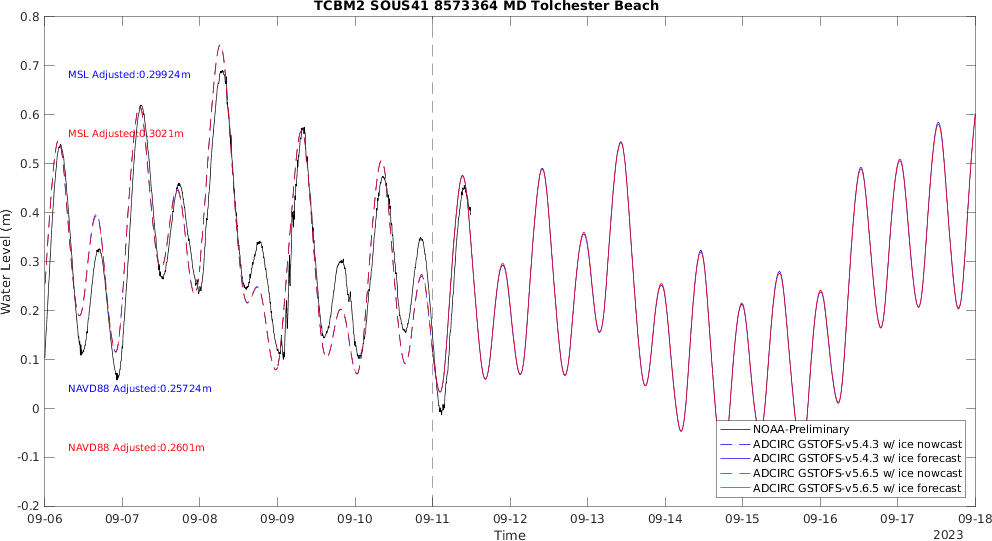 TCBM2 SOUS41 8573364 MD Tolchester Beach
Water Level (m)
0.8
0.7
0.6
0.5
0.4
0.3
0.2
0.1
0
-0.1
-0.2
MSL Adjusted:0.29924m
MSL Adjusted:0.3021m
NAVD88 Adjusted:0.25724m
NAVD88 Adjusted:0.2601m
NOAA-Preliminary
ADCIRC GSTOFS-v5.4.3 w/ ice nowcast
ADCIRC GSTOFS-v5.4.3 w/ ice forecast
ADCIRC GSTOFS-v5.6.5 w/ ice nowcast
ADCIRC GSTOFS-v5.6.5 w/ ice forecast
09-06 09-07 09-08 09-09 09-10 09-11 09-12 09-13 09-14 09-15 09-16 09-17 09-18
Time
2023